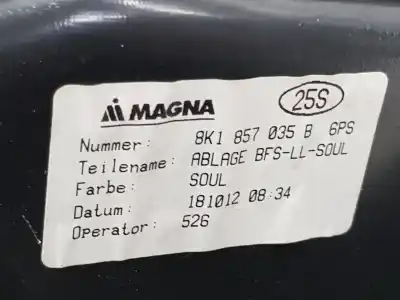 MAGNA
25S
Nummer: 8K1 857 035 B 6PS
Teilename: ABLAGE BFS-LL-SOUL
Farbe: SOUL
Datum: 181012 08:34
Operator: 526